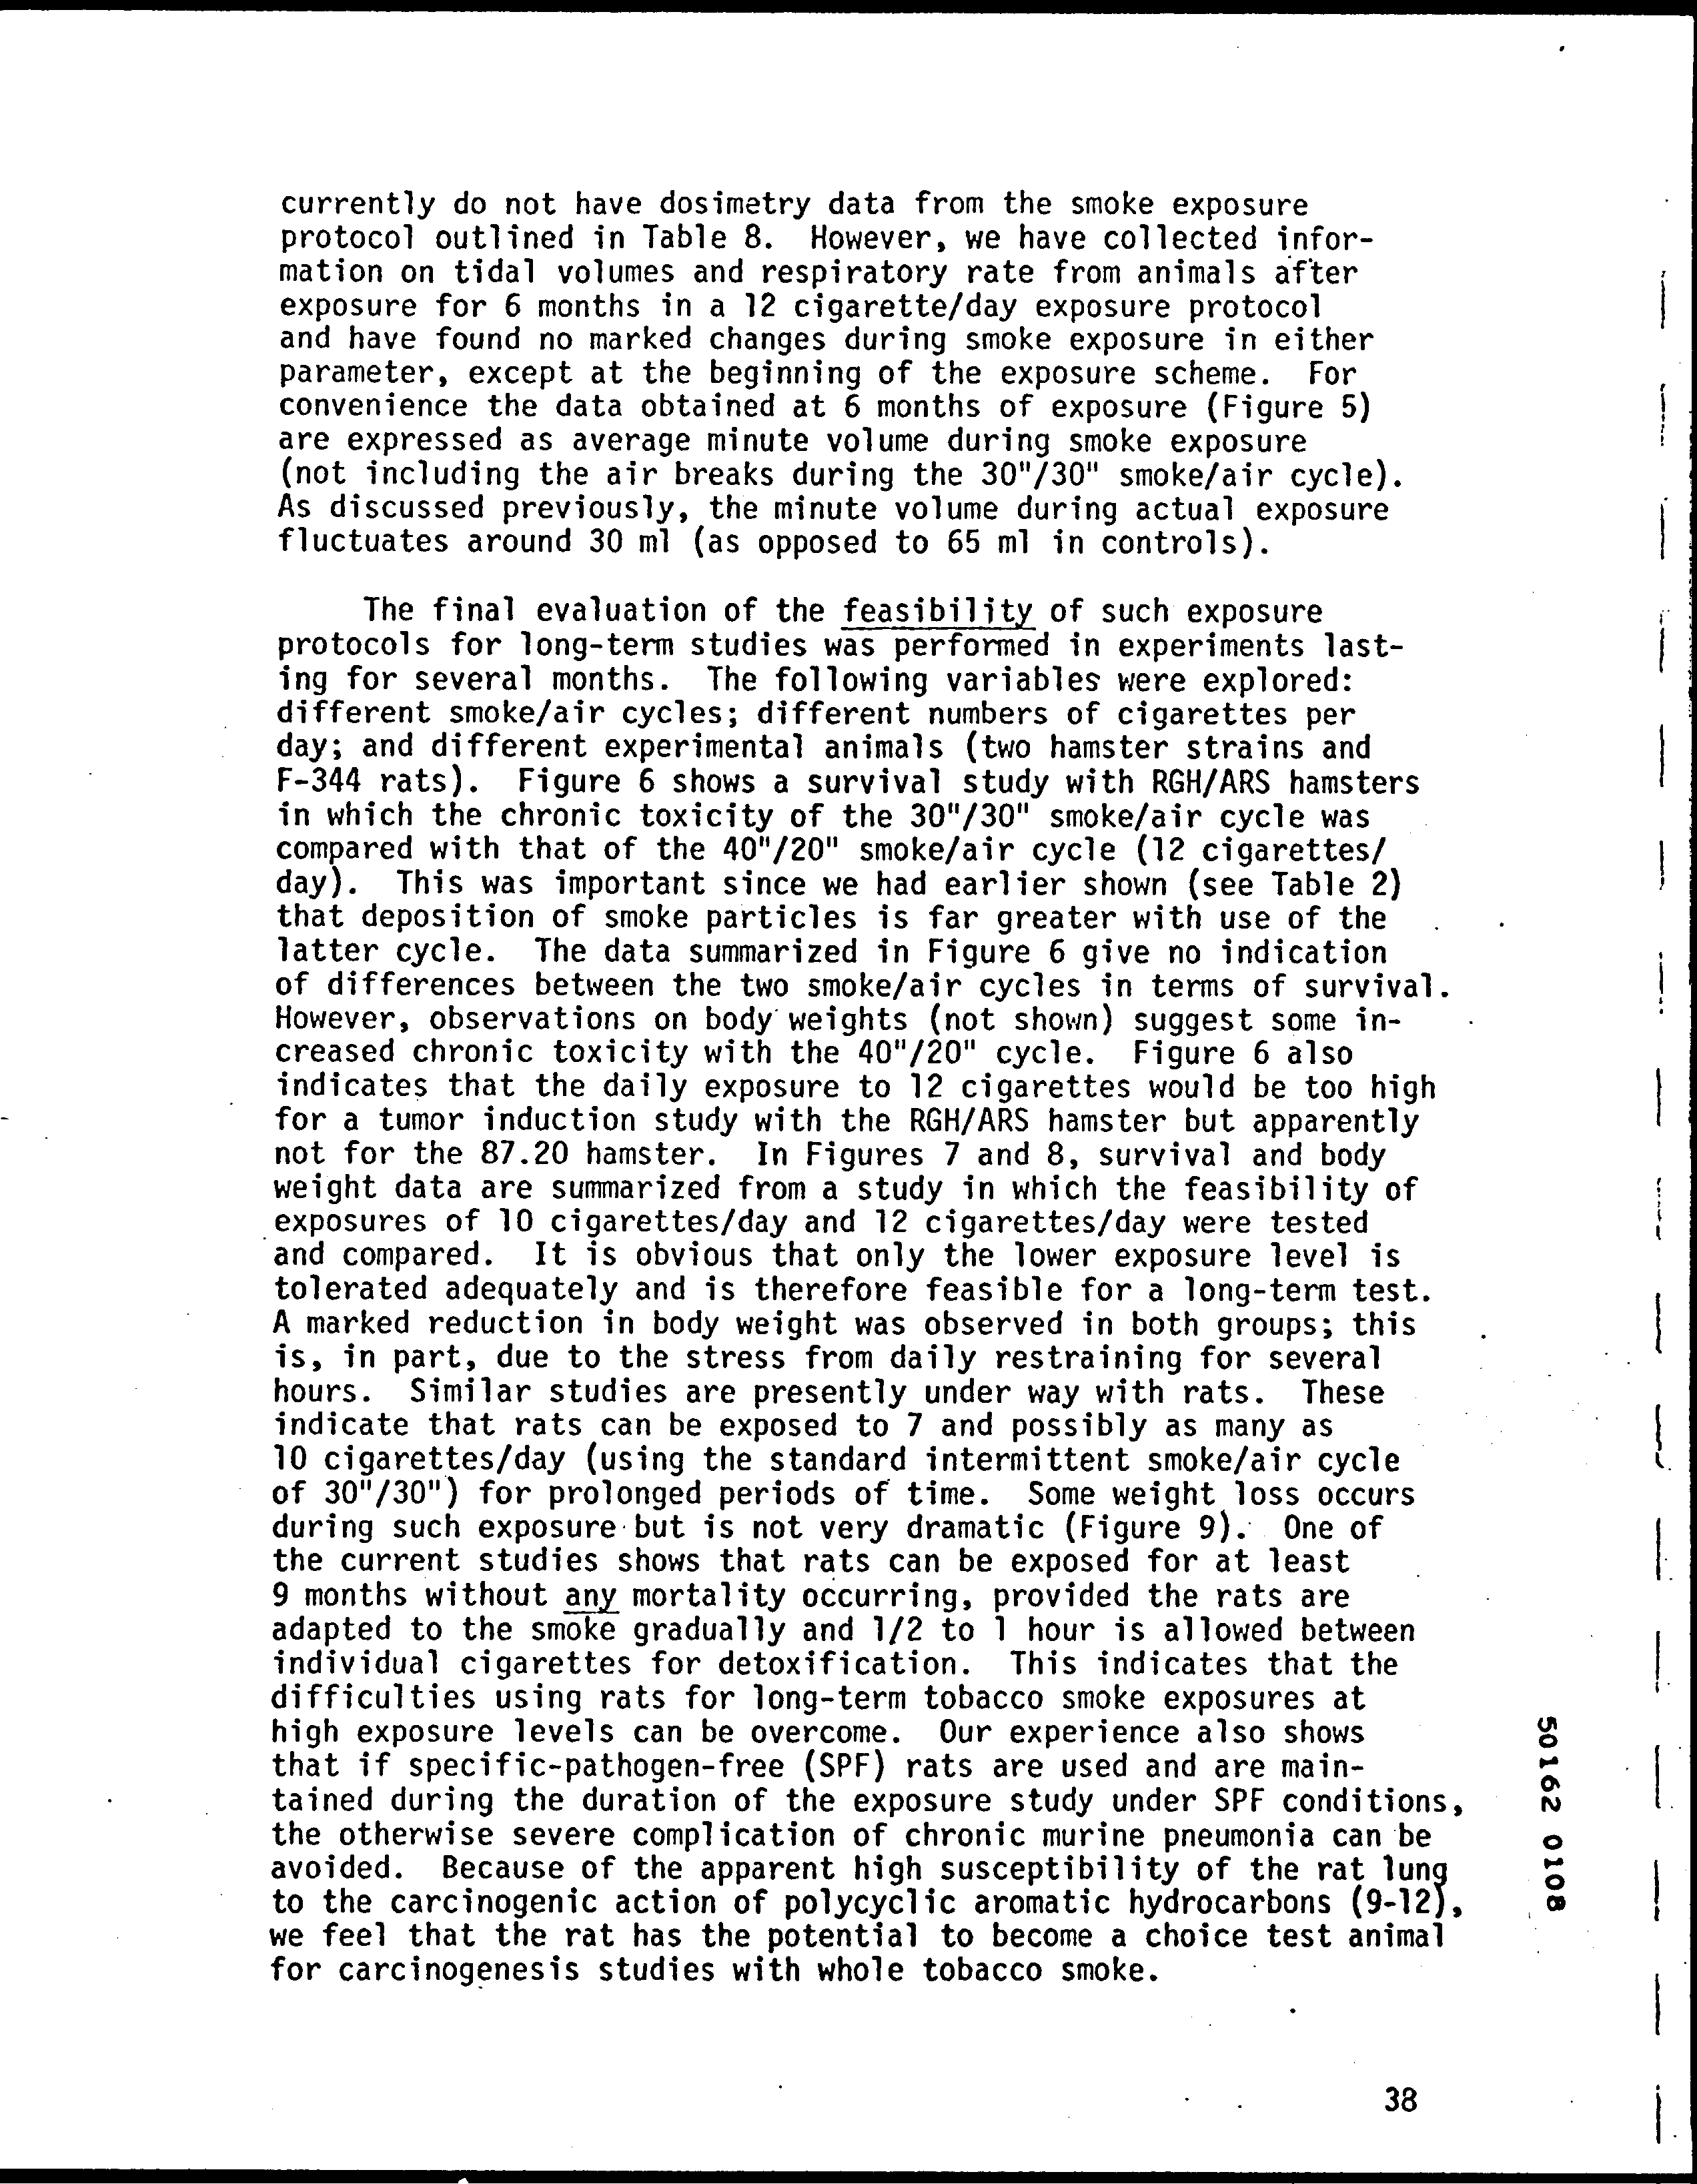 currently do not have dosimetry data from the smoke exposure
protocol outlined in Table 8. However, we have collected infor-
mation on tidal volumes and respiratory rate from animals after
exposure for 6 months in a 12 cigarette/day exposure protocol
and have found no marked changes during smoke exposure in either
parameter, except at the beginning of the exposure scheme. For
convenience the data obtained at 6 months of exposure (Figure 5)
are expressed as average minute volume during smoke exposure
(not including the air breaks during the 30"/30" smoke/air cycle).
As discussed previously, the minute volume during actual exposure
fluctuates around 30 ml (as opposed to 65 ml in controls).
The final evaluation of the feasibility of such exposure
protocols for long-term studies was performed in experiments last-
ing for several months. The following variables were explored:
different smoke/air cycles; different numbers of cigarettes per
day; and different experimental animals (two hamster strains and
F-344 rats). Figure 6 shows a survival study with RGH/ARS hamsters
in which the chronic toxicity of the 30"/30" smoke/air cycle was
compared with that of the 40"/20" smoke/air cycle (12 cigarettes/
day). This was important since we had earlier shown (see Table 2)
that deposition of smoke particles is far greater with use of the
latter cycle. The data summarized in Figure 6 give no indication
of differences between the two smoke/air cycles in terms of survival.
However, observations on body weights (not shown) suggest some in-
creased chronic toxicity with the 40"/20" cycle. Figure 6 also
indicates that the daily exposure to 12 cigarettes would be too high
for a tumor induction study with the RGH/ARS hamster but apparently
not for the 87.20 hamster. In Figures 7 and 8, survival and body
weight data are summarized from a study in which the feasibility of
exposures of 10 cigarettes/day and 12 cigarettes/day were tested
and compared. It is obvious that only the lower exposure level is
tolerated adequately and is therefore feasible for a long-term test.
A marked reduction in body weight was observed in both groups; this
is, in part, due to the stress from daily restraining for several
hours. Similar studies are presently under way with rats. These
indicate that rats can be exposed to 7 and possibly as many as
10 cigarettes/day (using the standard intermittent smoke/air cycle
of 30"/30") for prolonged periods of time. Some weight loss occurs
during such exposure but is not very dramatic (Figure 9). One of
the current studies shows that rats can be exposed for at least
9 months without any mortality occurring, provided the rats are
adapted to the smoke gradually and 1/2 to 1 hour is allowed between
individual cigarettes for detoxification. This indicates that the
difficulties using rats for long-term tobacco smoke exposures at
high exposure levels can be overcome. Our experience also shows
that if specific-pathogen-free (SPF) rats are used and are main-
tained during the duration of the exposure study under SPF conditions,
the otherwise severe complication of chronic murine pneumonia can be
avoided. Because of the apparent high susceptibility of the rat lung
to the carcinogenic action of polycyclic aromatic hydrocarbons (9-12),
we feel that the rat has the potential to become a choice test animal
for carcinogenesis studies with whole tobacco smoke.
50162 0108
38